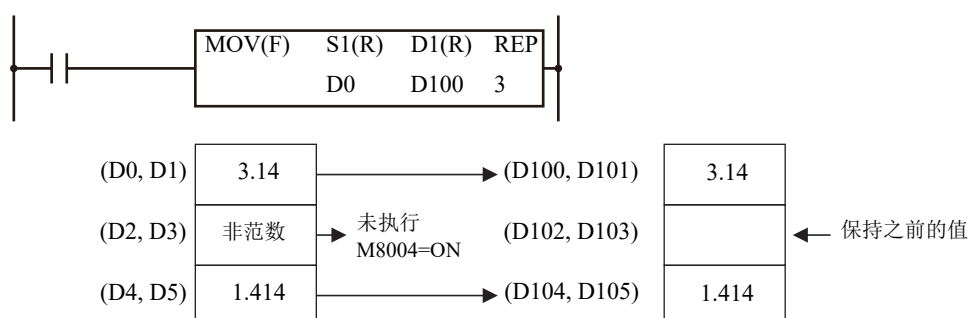 MOV(F) S1(R) D1(R) REP
D0 D100 3
(D0, D1) 3.14 (D100, D101) 3.14
(D2, D3) 非范数 未执行 M8004=ON (D102, D103) 保持之前的值
(D4, D5) 1.414 (D104, D105) 1.414